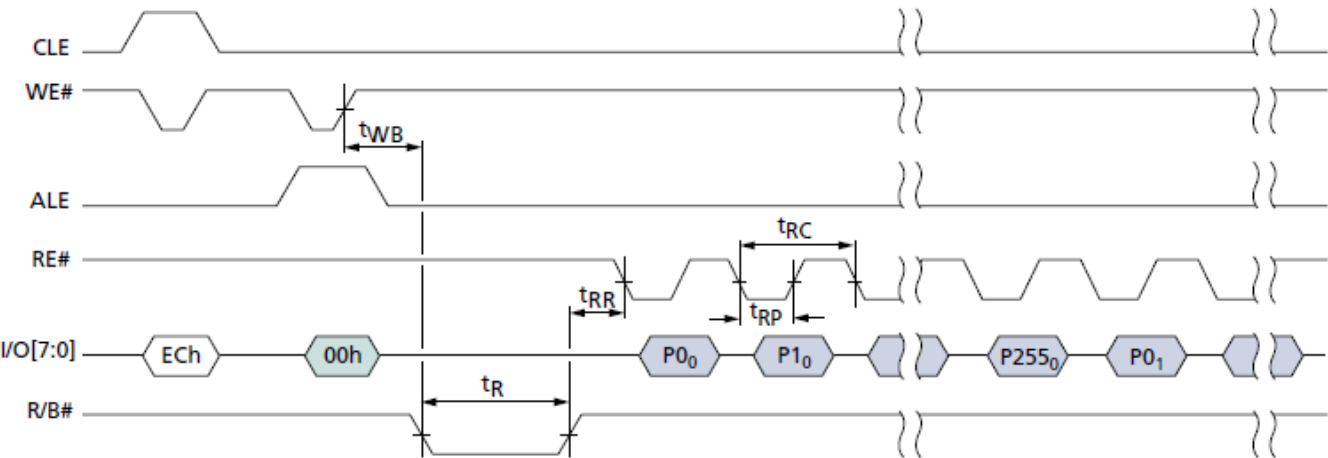 CLE
WE#
tWB
ALE
tRC
RE#
tRR
tRP
I/O[7:0] ECh 00h P0₀ P1₀ P255₀ P0₁
tR
R/B#